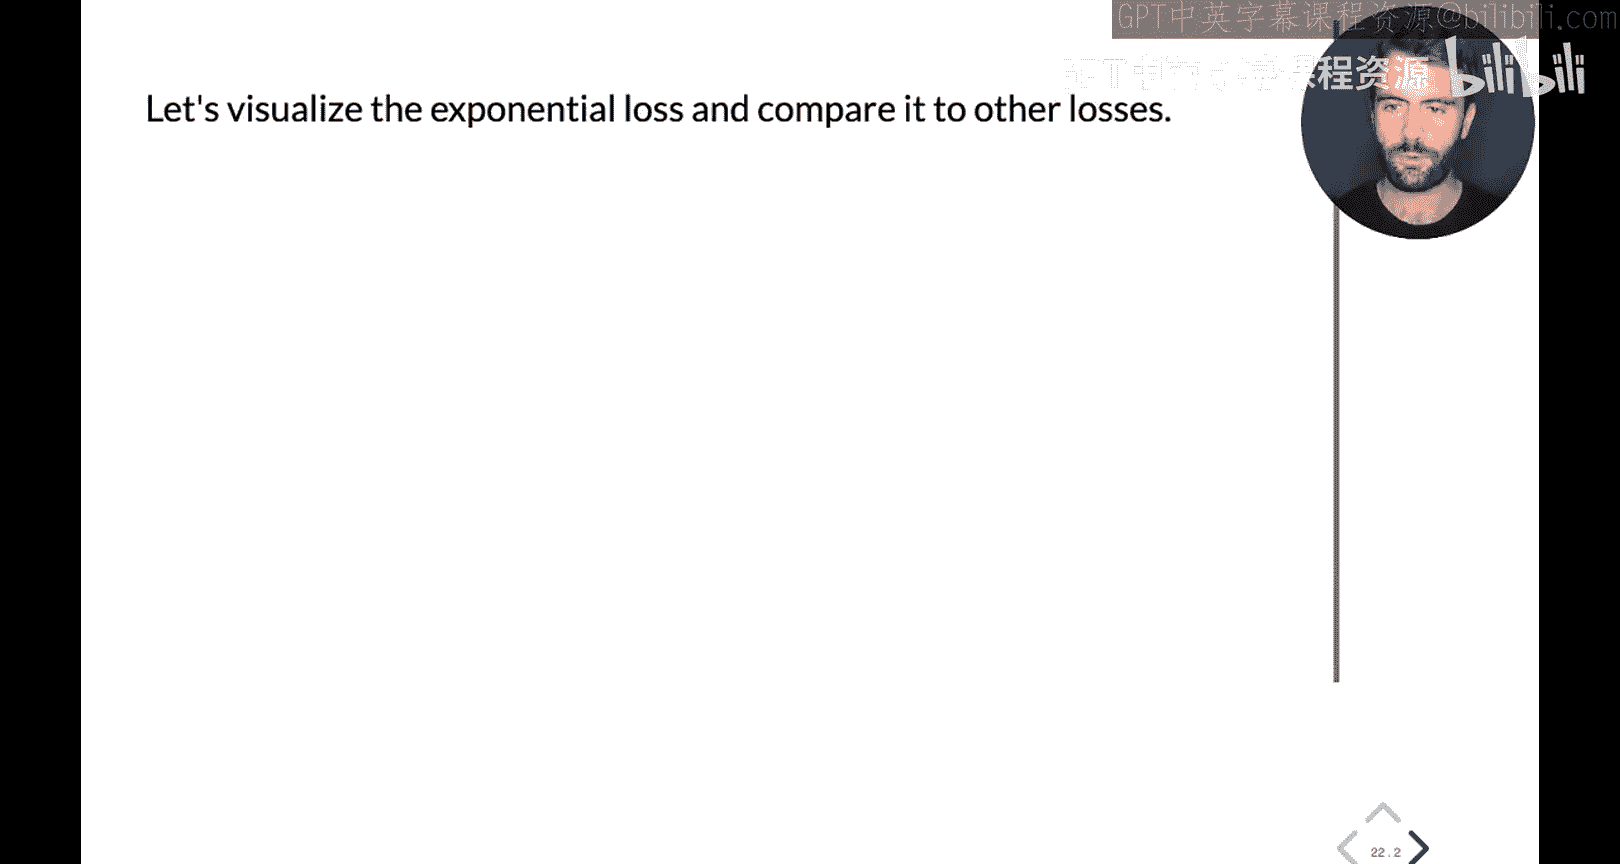 GPT中英字幕课程资源@bilibili.com
程资源 bilibili
Let's visualize the exponential loss and compare it to other losses.
22.2